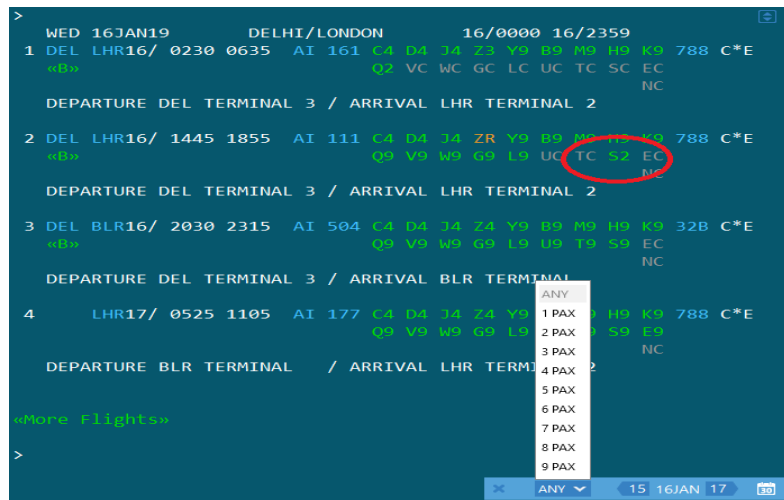 >
WED 16JAN19 DELHI/LONDON 16/0000 16/2359
1 DEL LHR16/ 0230 0635 AI 161 C4 D4 J4 Z3 Y9 B9 M9 H9 K9 788 C*E
«B» Q2 VC WC GC LC UC TC SC EC
NC
DEPARTURE DEL TERMINAL 3 / ARRIVAL LHR TERMINAL 2
2 DEL LHR16/ 1445 1855 AI 111 C4 D4 J4 ZR Y9 B9 M9 H9 K9 788 C*E
«B» Q9 V9 W9 G9 L9 UC TC S2 EC
NC
DEPARTURE DEL TERMINAL 3 / ARRIVAL LHR TERMINAL 2
3 DEL BLR16/ 2030 2315 AI 504 C4 D4 J4 Z4 Y9 B9 M9 H9 K9 32B C*E
«B» Q9 V9 W9 G9 L9 U9 T9 S9 EC
NC
DEPARTURE DEL TERMINAL 3 / ARRIVAL BLR TERMINAL
4 LHR17/ 0525 1105 AI 177 C4 D4 J4 Z4 Y9 H9 K9 788 C*E
Q9 V9 W9 G9 L9 S9 E9
NC
DEPARTURE BLR TERMINAL / ARRIVAL LHR 2
«More Flights»
>
ANY
1 PAX
2 PAX
3 PAX
4 PAX
5 PAX
6 PAX
7 PAX
8 PAX
9 PAX
ANY 15 16JAN 17 30